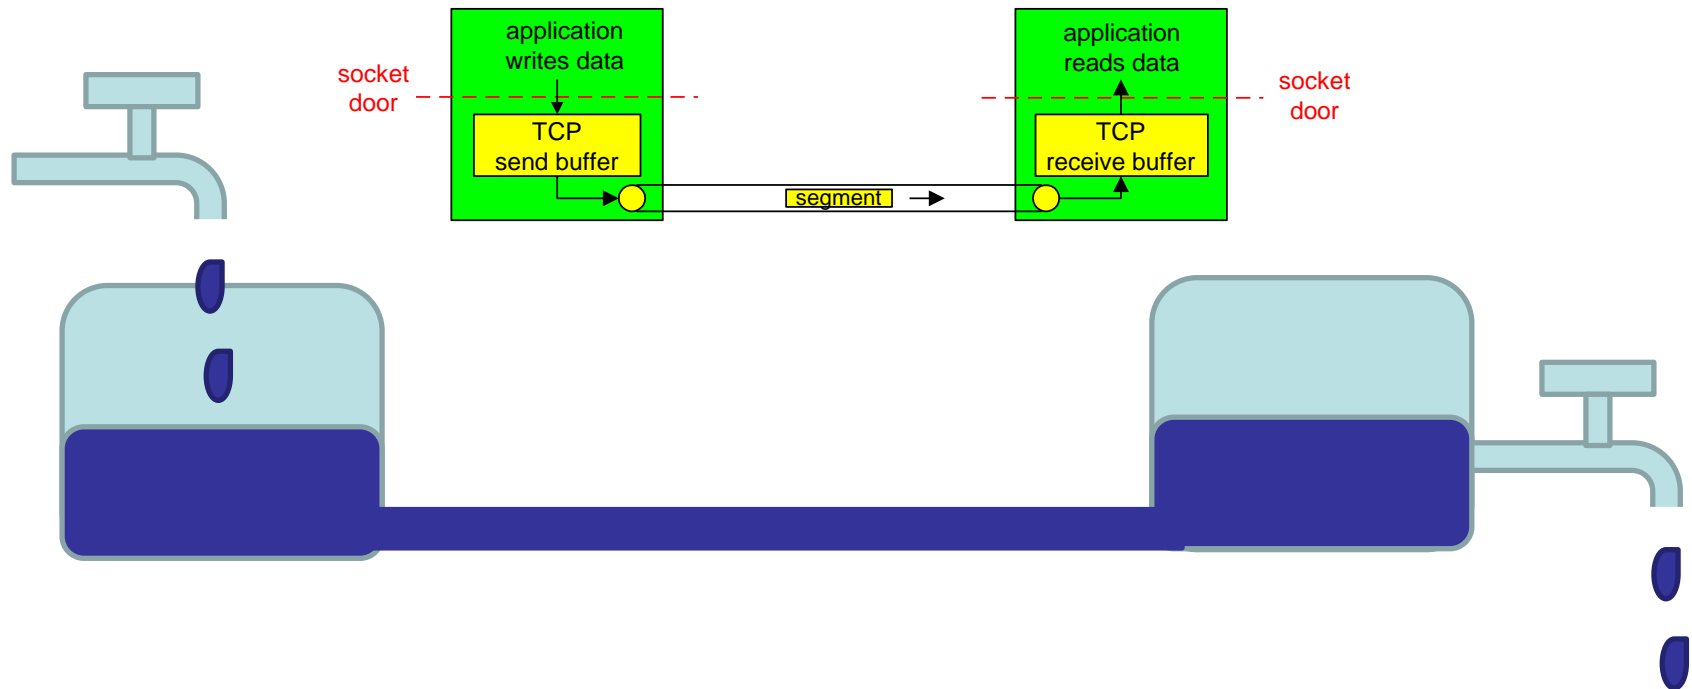 application
writes data
socket
door
TCP
send buffer
segment
application
reads data
socket
door
TCP
receive buffer